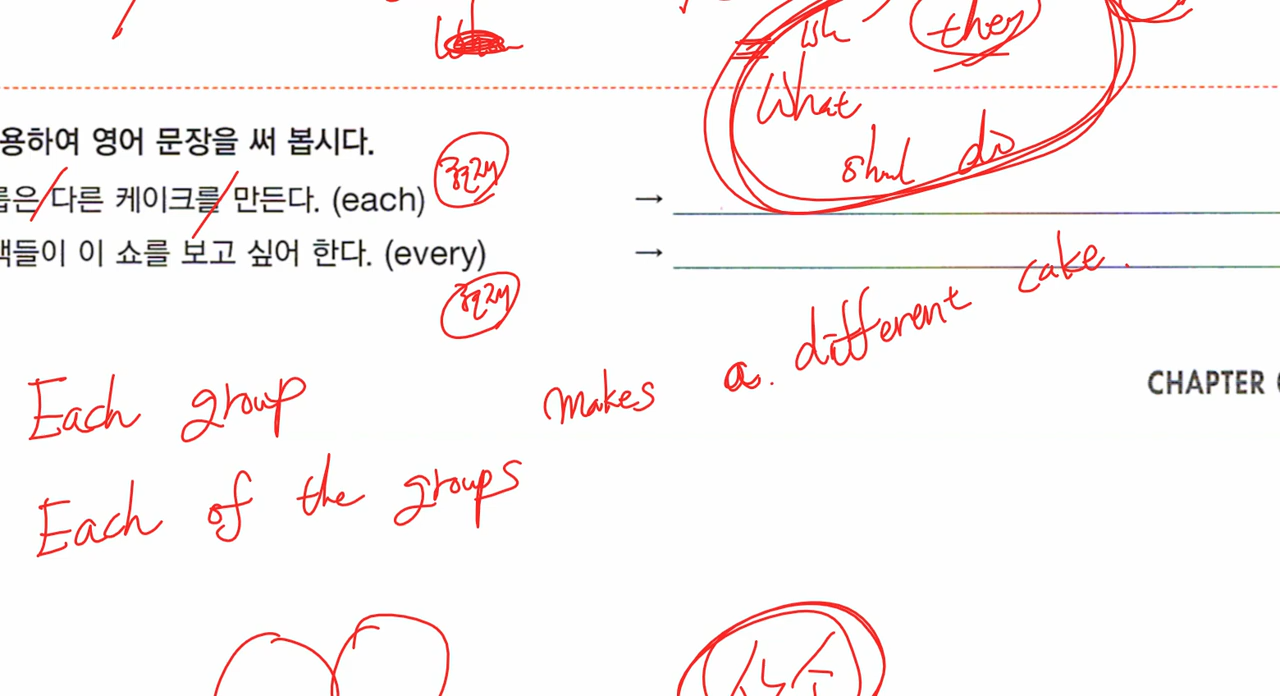 wh they
What
shul do
용하여 영어 문장을 써 봅시다.
룹은 다른 케이크를 만든다. (each) 현재 →
객들이 이 쇼를 보고 싶어 한다. (every) →
현재
Each group makes a different cake.
CHAPTER
Each of the groups